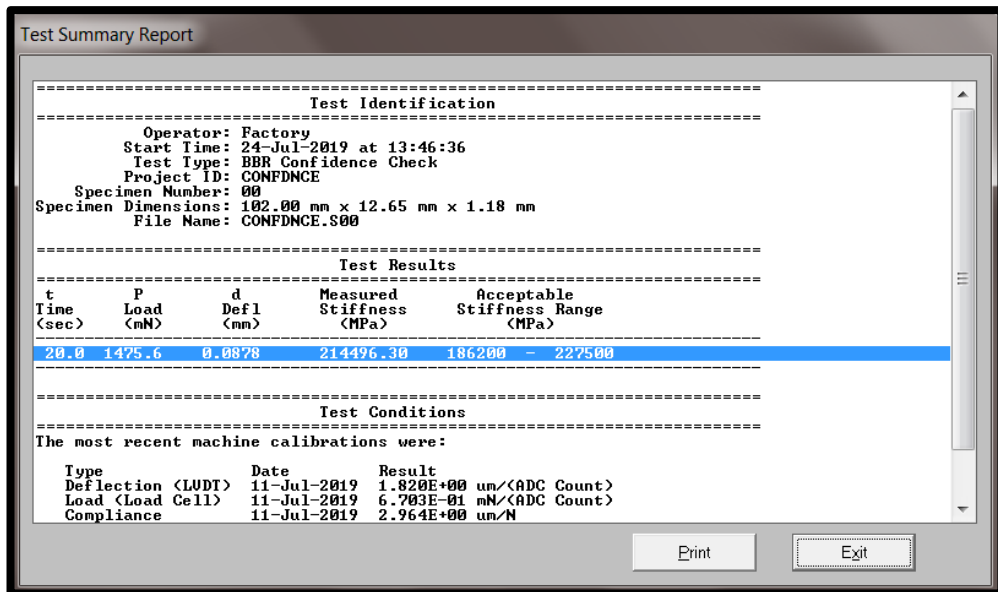 Test Summary Report
================================================================================
Test Identification
================================================================================
Operator: Factory
Start Time: 24-Jul-2019 at 13:46:36
Test Type: BBR Confidence Check
Project ID: CONFDNCE
Specimen Number: 00
Specimen Dimensions: 102.00 mm x 12.65 mm x 1.18 mm
File Name: CONFDNCE.S00
================================================================================
Test Results
================================================================================
t P d Measured Acceptable
Time Load Defl Stiffness Stiffness Range
(sec) (mN) (mm) (MPa) (MPa)
--------------------------------------------------------------------------------
20.0 1475.6 0.0878 214496.30 186200 - 227500
--------------------------------------------------------------------------------
================================================================================
Test Conditions
================================================================================
The most recent machine calibrations were:
Type Date Result
Deflection (LVDT) 11-Jul-2019 1.820E+00 um/(ADC Count)
Load (Load Cell) 11-Jul-2019 6.703E-01 mN/(ADC Count)
Compliance 11-Jul-2019 2.964E+00 um/N
Print Exit